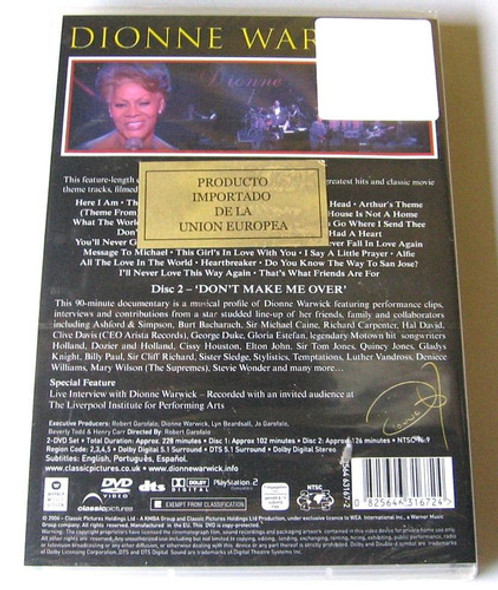 DIONNE WAR
Dionne
This feature-length
greatest hits and classic movie
theme tracks, filmed
PRODUCTO
IMPORTADO
DE LA
UNION EUROPEA
Here I Am • Th
Head • Arthur's Theme
(Theme From)
House Is Not A Home
What The World
Go Where I Send Thee
Don'
Had A Heart
You'll Never G
Never Fall In Love Again
Message To Michael • This Girl's In Love With You • I Say A Little Prayer • Alfie
All The Love In The World • Heartbreaker • Do You Know The Way To San Jose?
I'll Never Love This Way Again • That's What Friends Are For
Disc 2 – 'DON'T MAKE ME OVER'
This 90-minute documentary is a musical profile of Dionne Warwick featuring performance clips,
interviews and contributions from a star studded line-up of her friends, family and collaborators
including Ashford & Simpson, Burt Bacharach, Sir Michael Caine, Richard Carpenter, Hal David,
Clive Davis (CEO Arista Records), George Duke, Gloria Estefan, legendary Motown hit songwriters
Holland, Dozier and Holland, Cissy Houston, Elton John, Sir Tom Jones, Quincy Jones, Gladys
Knight, Billy Paul, Sir Cliff Richard, Sister Sledge, Stylistics, Temptations, Luther Vandross, Deniece
Williams, Mary Wilson (The Supremes), Stevie Wonder and many more...
Special Feature
Live Interview with Dionne Warwick – Recorded with an invited audience at
The Liverpool Institute for Performing Arts
Executive Producers: Robert Garofalo, Lyn Beardsall, Jo Garofalo,
Beverly Todd & Henry Carr Directed By: Robert Garofalo
2-DVD Set • Total Duration: Approx. 228 minutes • Disc 1: Approx 102 minutes • Disc 2: Approx 126 minutes • NTSC 16:9
Region Code: 2,3,4,5 • Dolby Digital 5.1 Surround • DTS 5.1 Surround • Dolby Digital Stereo
Subtitles: English, Português, Español.
www.classicpictures.co.uk www.dionnewarwick.info
DVD VIDEO
dts
DOLBY DIGITAL
PlayStation.2
NTSC
classicpictures
E EXEMPT FROM CLASSIFICATION
0 825644 316724